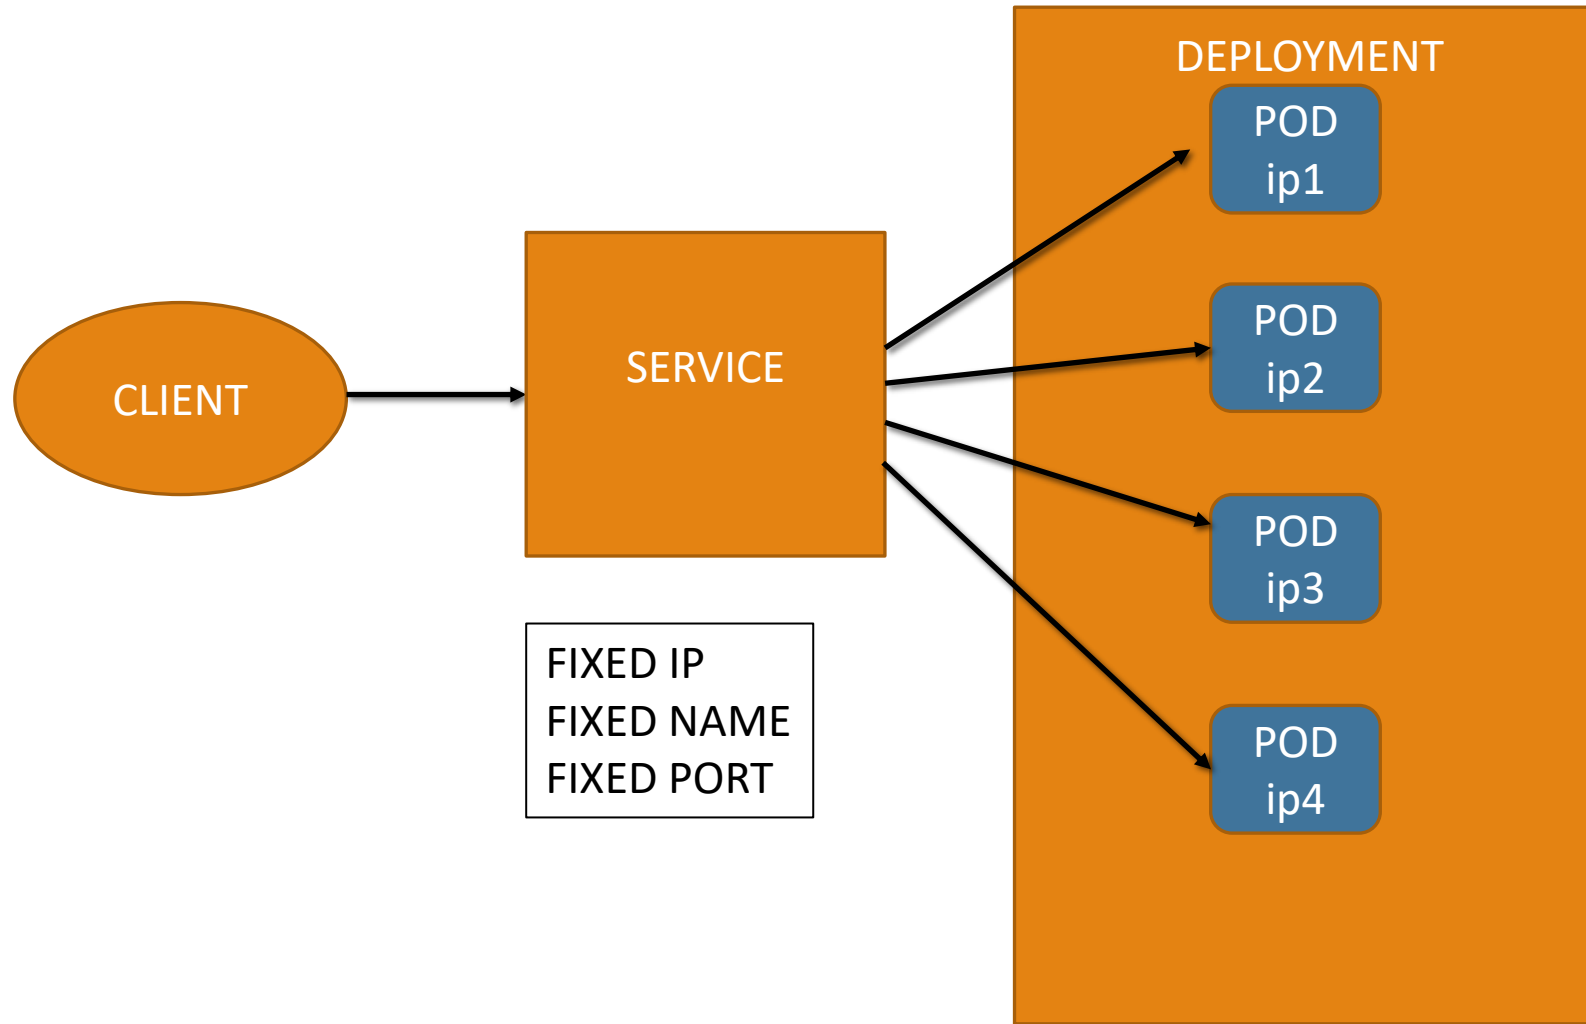 DEPLOYMENT
POD
ip1
POD
ip2
SERVICE
CLIENT
POD
ip3
FIXED IP
FIXED NAME
FIXED PORT
POD
ip4